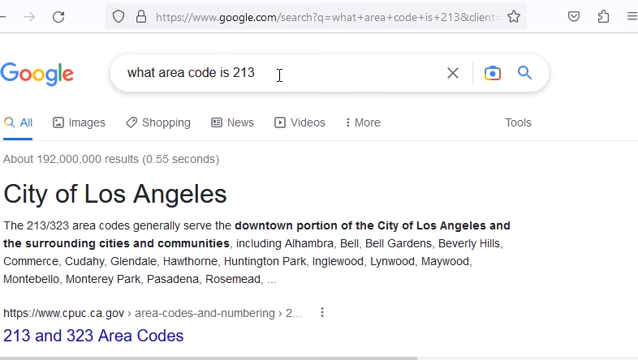 https://www.google.com/search?q=what+area+code+is+213&client=
Google
what area code is 213
All Images Shopping News Videos More Tools
About 192,000,000 results (0.55 seconds)
City of Los Angeles
The 213/323 area codes generally serve the downtown portion of the City of Los Angeles and
the surrounding cities and communities, including Alhambra, Bell, Bell Gardens, Beverly Hills,
Commerce, Cudahy, Glendale, Hawthorne, Huntington Park, Inglewood, Lynwood, Maywood,
Montebello, Monterey Park, Pasadena, Rosemead, ...
https://www.cpuc.ca.gov › area-codes-and-numbering › 2...
213 and 323 Area Codes